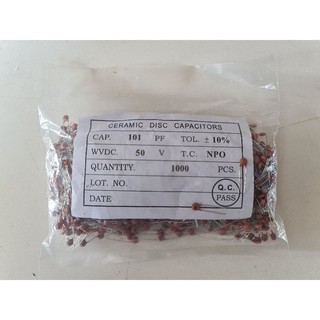 CERAMIC DISC CAPACITORS
CAP. 101 PF TOL. ± 10%
WVDC. 50 V T.C. NPO
QUANTITY. 1000 PCS.
LOT. NO.
DATE
Q.C.
PASS